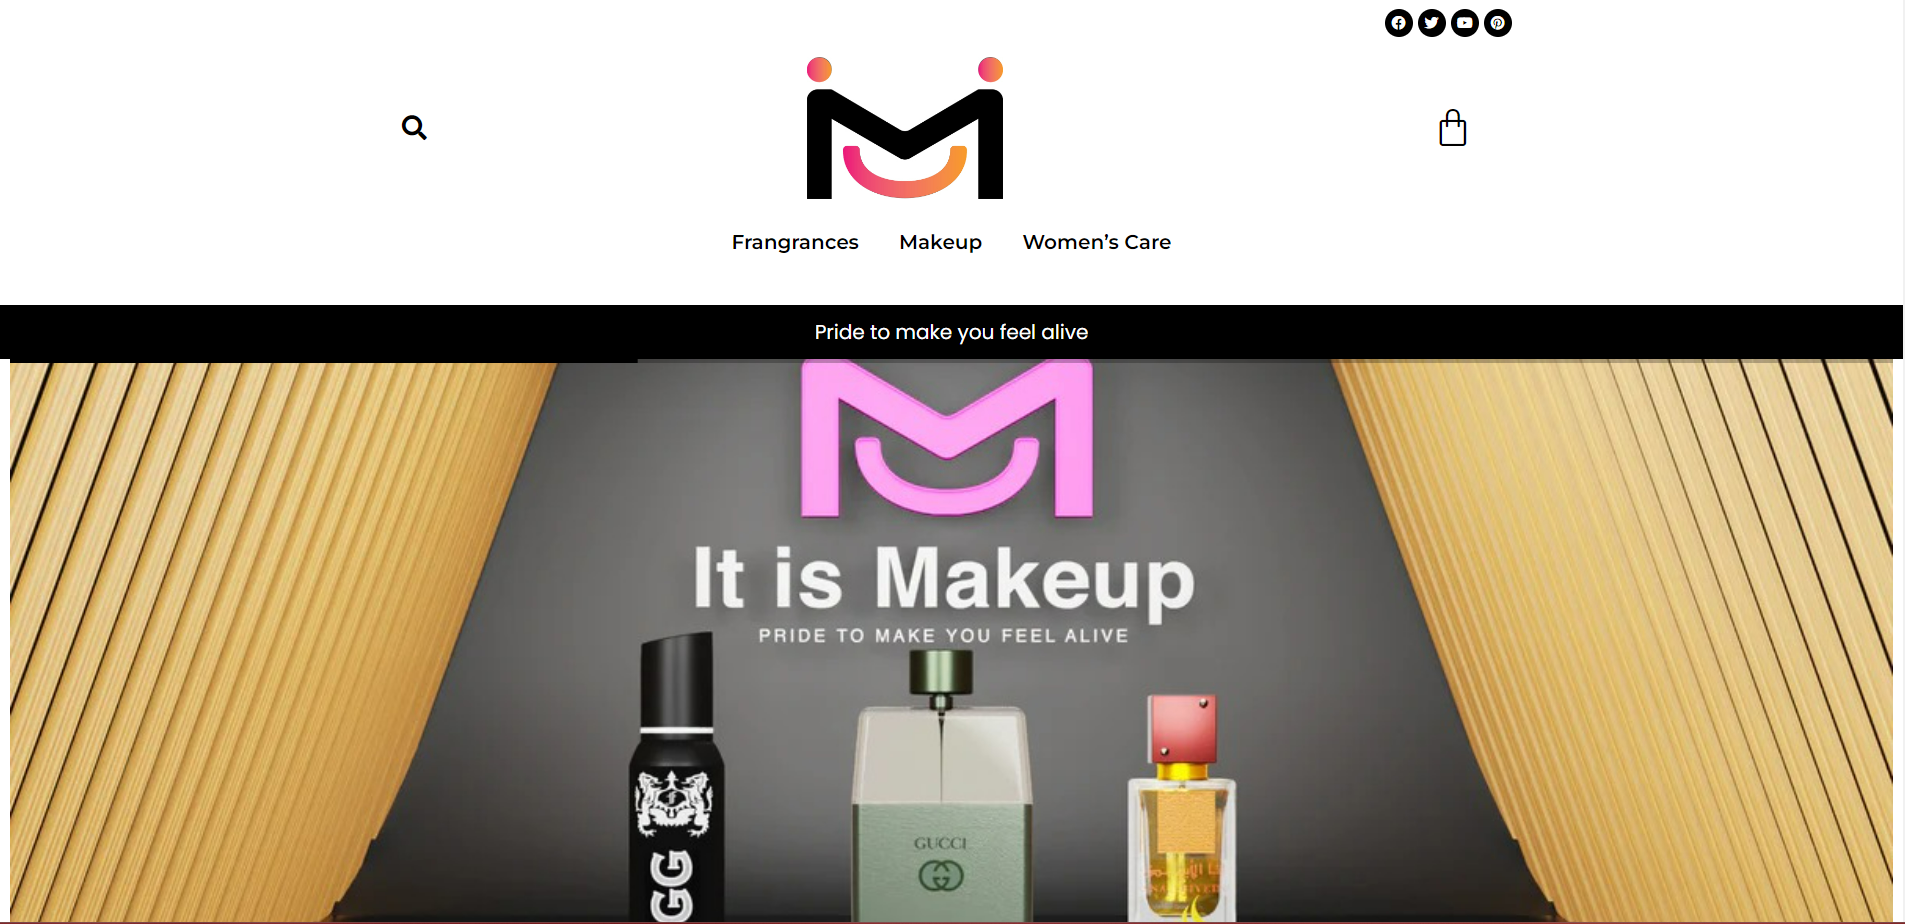 Frangrances Makeup Women’s Care
Pride to make you feel alive
It is Makeup
PRIDE TO MAKE YOU FEEL ALIVE
GG
GUCCI